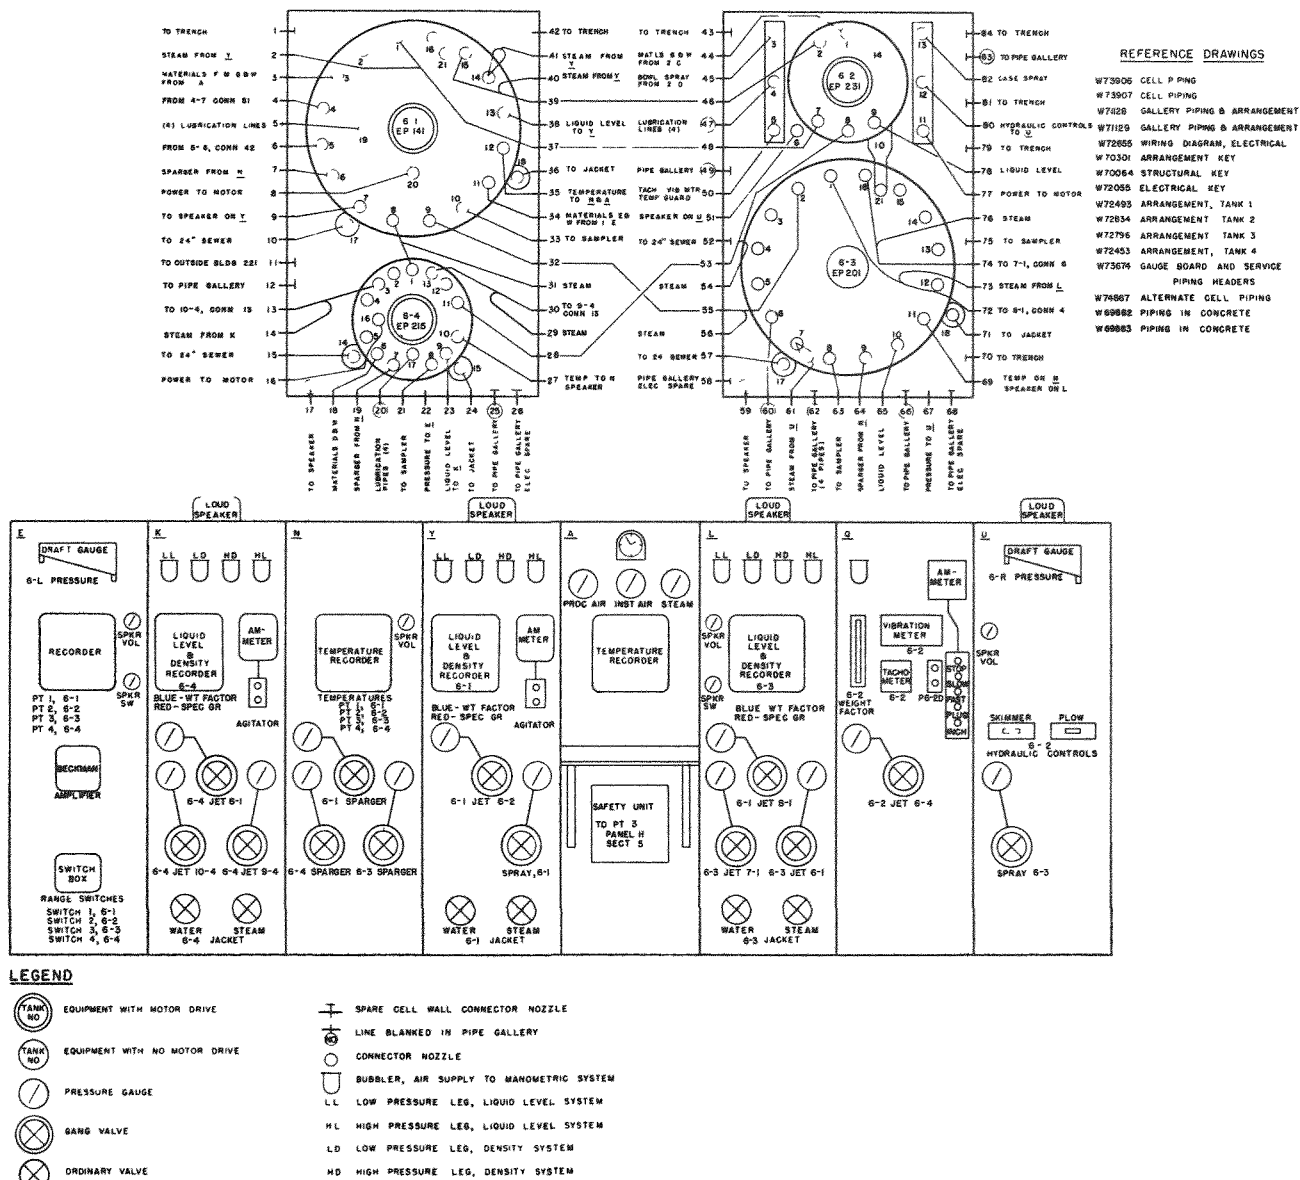 TO TRENCH 1
STEAM FROM Y 2
MATERIALS F M G B W 3
FROM A
FROM 4-7 CONN 81 4
(4) LUBRICATION LINES 5
FROM 5-6, CONN 42 6
SPARGER FROM N 7
POWER TO MOTOR 8
TO SPEAKER ON Y 9
TO 24" SEWER 10
TO OUTSIDE BLDG 221 11
TO PIPE GALLERY 12
TO 10-4, CONN 13 13
STEAM FROM K 14
TO 24" SEWER 15
POWER TO MOTOR 16
6-1
EP 141
6-4
EP 215
42 TO TRENCH
41 STEAM FROM
Y
40 STEAM FROM Y
39
38 LIQUID LEVEL
TO Y
37
36 TO JACKET
35 TEMPERATURE
TO N & A
34 MATERIALS EG
W FROM 1 E
33 TO SAMPLER
32
31 STEAM
30 TO 9-4
CONN 13
29 STEAM
28
27 TEMP TO N
SPEAKER
17 18 19 20 21 22 23 24 25 26
TO SPEAKER
MATERIALS D B W
SPARGER FROM N
LUBRICATION
PIPES (4)
TO SAMPLER
PRESSURE TO E
LIQUID LEVEL
TO K
TO JACKET
TO PIPE GALLERY
TO PIPE GALLERY
ELEC SPARE
TO TRENCH 43
MATLS G B W 44
FROM 2 C
BOWL SPRAY 45
FROM 2 D
46
LUBRICATION 47
LINES (4)
48
PIPE GALLERY 49
TACH VIB MTR 50
TEMP GUARD
SPEAKER ON U 51
TO 24" SEWER 52
53
STEAM 54
55
STEAM 56
TO 24 SEWER 57
PIPE GALLERY 58
ELEC SPARE
6-2
EP 231
6-3
EP 201
84 TO TRENCH
83 TO PIPE GALLERY
82 CASE SPRAY
81 TO TRENCH
80 HYDRAULIC CONTROLS
TO U
79 TO TRENCH
78 LIQUID LEVEL
77 POWER TO MOTOR
76 STEAM
75 TO SAMPLER
74 TO 7-1, CONN 6
73 STEAM FROM L
72 TO 8-1, CONN 4
71 TO JACKET
70 TO TRENCH
69 TEMP ON N
SPEAKER ON L
59 60 61 62 63 64 65 66 67 68
TO SPEAKER
TO PIPE GALLERY
STEAM FROM U
TO PIPE GALLERY
(4 PIPES)
TO SAMPLER
SPARGER FROM N
LIQUID LEVEL
TO PIPE GALLERY
PRESSURE TO U
TO PIPE GALLERY
ELEC SPARE
REFERENCE DRAWINGS
W73906 CELL PIPING
W73907 CELL PIPING
W71128 GALLERY PIPING & ARRANGEMENT
W71129 GALLERY PIPING & ARRANGEMENT
W72655 WIRING DIAGRAM, ELECTRICAL
W70301 ARRANGEMENT KEY
W70064 STRUCTURAL KEY
W72055 ELECTRICAL KEY
W72493 ARRANGEMENT, TANK 1
W72834 ARRANGEMENT TANK 2
W72796 ARRANGEMENT TANK 3
W72453 ARRANGEMENT, TANK 4
W73674 GAUGE BOARD AND SERVICE
PIPING HEADERS
W74867 ALTERNATE CELL PIPING
W69882 PIPING IN CONCRETE
W69883 PIPING IN CONCRETE
E
DRAFT GAUGE
6-L PRESSURE
RECORDER
SPKR
VOL
SPKR
SW
PT 1, 6-1
PT 2, 6-2
PT 3, 6-3
PT 4, 6-4
BECKMAN
AMPLIFIER
SWITCH
BOX
RANGE SWITCHES
SWITCH 1, 6-1
SWITCH 2, 6-2
SWITCH 3, 6-3
SWITCH 4, 6-4
LOUD
SPEAKER
K
LL LD HD HL
LIQUID
LEVEL
&
DENSITY
RECORDER
6-4
AM-
METER
BLUE-WT FACTOR
RED-SPEC GR
AGITATOR
6-4 JET 6-1
6-4 JET 10-4 6-4 JET 9-4
WATER STEAM
6-4 JACKET
N
TEMPERATURE
RECORDER
SPKR
VOL
TEMPERATURES
PT 1, 6-1
PT 2, 6-2
PT 3, 6-3
PT 4, 6-4
6-1 SPARGER
6-4 SPARGER 6-3 SPARGER
LOUD
SPEAKER
Y
LL LD HD HL
LIQUID
LEVEL
&
DENSITY
RECORDER
6-1
AM
METER
BLUE-WT FACTOR
RED-SPEC GR
AGITATOR
6-1 JET 6-2
SPRAY, 6-1
WATER STEAM
6-1 JACKET
A
PROC AIR INST AIR STEAM
TEMPERATURE
RECORDER
SAFETY UNIT
TO PT 3
PANEL H
SECT 5
LOUD
SPEAKER
L
LL LD HD HL
SPKR
VOL
SPKR
SW
LIQUID
LEVEL
&
DENSITY
RECORDER
6-3
BLUE WT FACTOR
RED-SPEC GR
6-1 JET 8-1
6-3 JET 7-1 6-3 JET 6-1
WATER STEAM
6-3 JACKET
Q
AM-
METER
VIBRATION
METER
6-2
TACHO-
METER
6-2
P6-2D
6-2
WEIGHT
FACTOR
STOP
SLOW
FAST
PLUG
INCH
6-2 JET 6-4
LOUD
SPEAKER
U
DRAFT GAUGE
6-R PRESSURE
SPKR
VOL
SKIMMER PLOW
6-2
HYDRAULIC CONTROLS
SPRAY 6-3
LEGEND
TANK
NO
EQUIPMENT WITH MOTOR DRIVE
TANK
NO
EQUIPMENT WITH NO MOTOR DRIVE
PRESSURE GAUGE
GANG VALVE
ORDINARY VALVE
SPARE CELL WALL CONNECTOR NOZZLE
NO LINE BLANKED IN PIPE GALLERY
CONNECTOR NOZZLE
BUBBLER, AIR SUPPLY TO MANOMETRIC SYSTEM
LL LOW PRESSURE LEG, LIQUID LEVEL SYSTEM
HL HIGH PRESSURE LEG, LIQUID LEVEL SYSTEM
LD LOW PRESSURE LEG, DENSITY SYSTEM
HD HIGH PRESSURE LEG, DENSITY SYSTEM